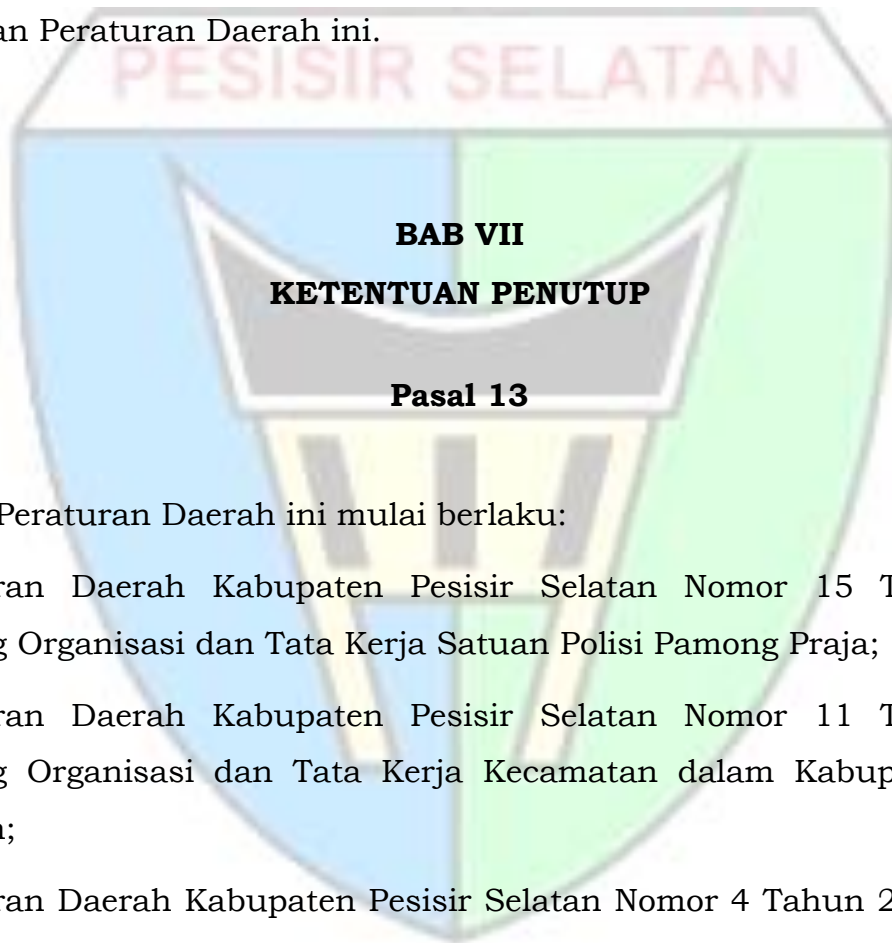 an Peraturan Daerah ini.
PESISIR SELATAN
BAB VII
KETENTUAN PENUTUP
Pasal 13
Peraturan Daerah ini mulai berlaku:
ran Daerah Kabupaten Pesisir Selatan Nomor 15 T
g Organisasi dan Tata Kerja Satuan Polisi Pamong Praja;
ran Daerah Kabupaten Pesisir Selatan Nomor 11 T
g Organisasi dan Tata Kerja Kecamatan dalam Kabup
;
ran Daerah Kabupaten Pesisir Selatan Nomor 4 Tahun 2